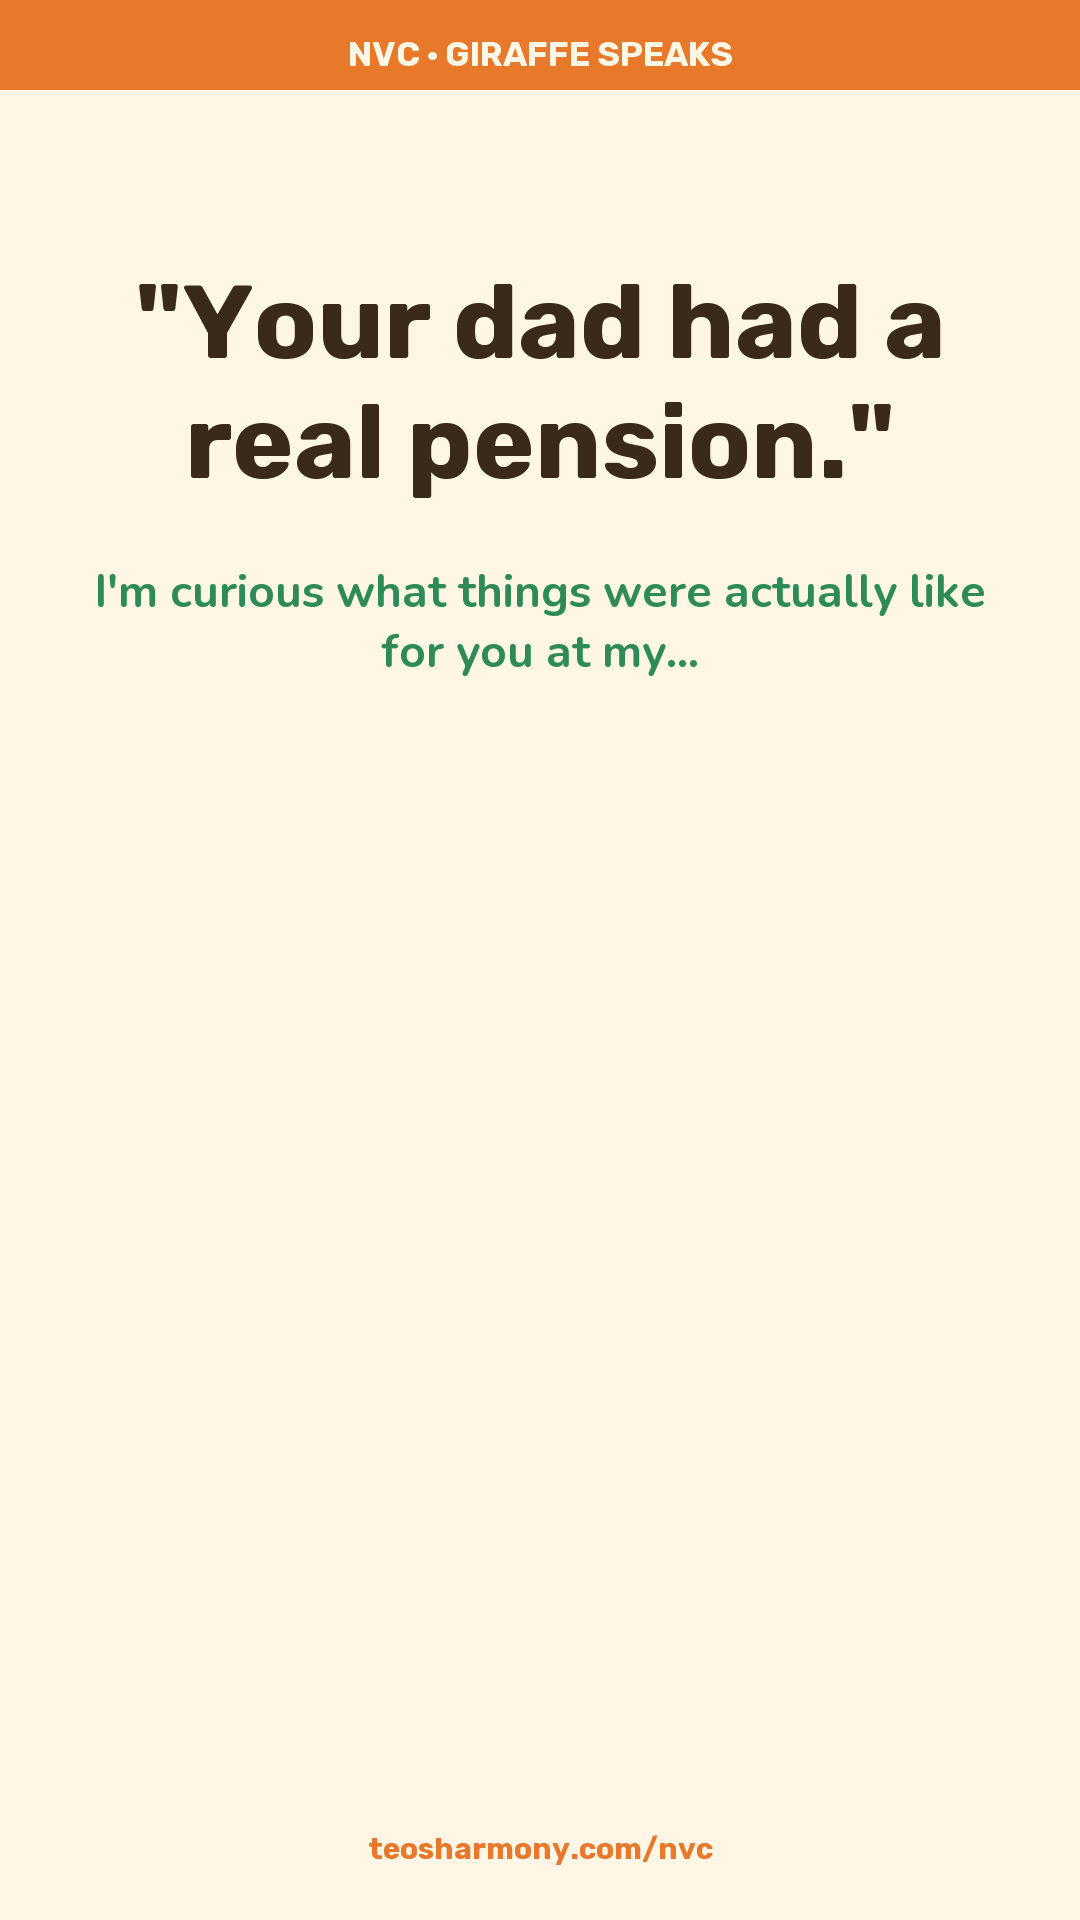 NVC • GIRAFFE SPEAKS
"Your dad had a
real pension."
I'm curious what things were actually like
for you at my...
teosharmony.com/nvc